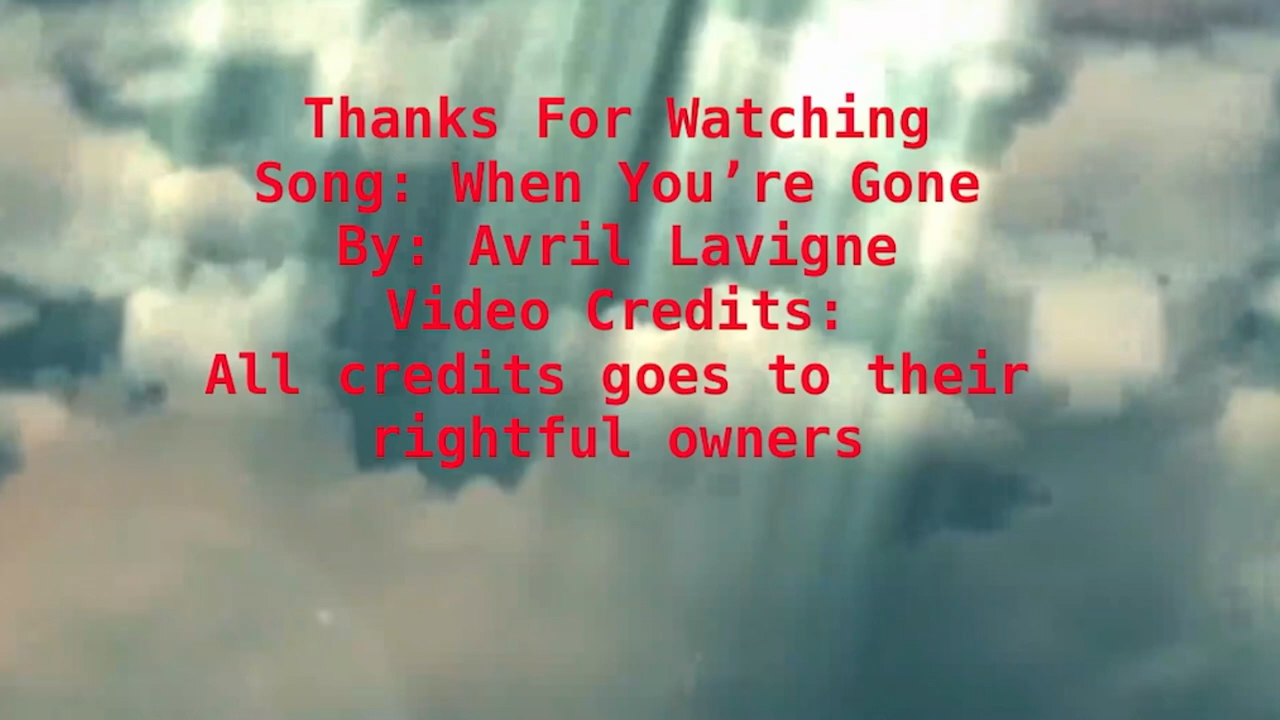 Thanks For Watching
Song: When You’re Gone
By: Avril Lavigne
Video Credits:
All credits goes to their
rightful owners